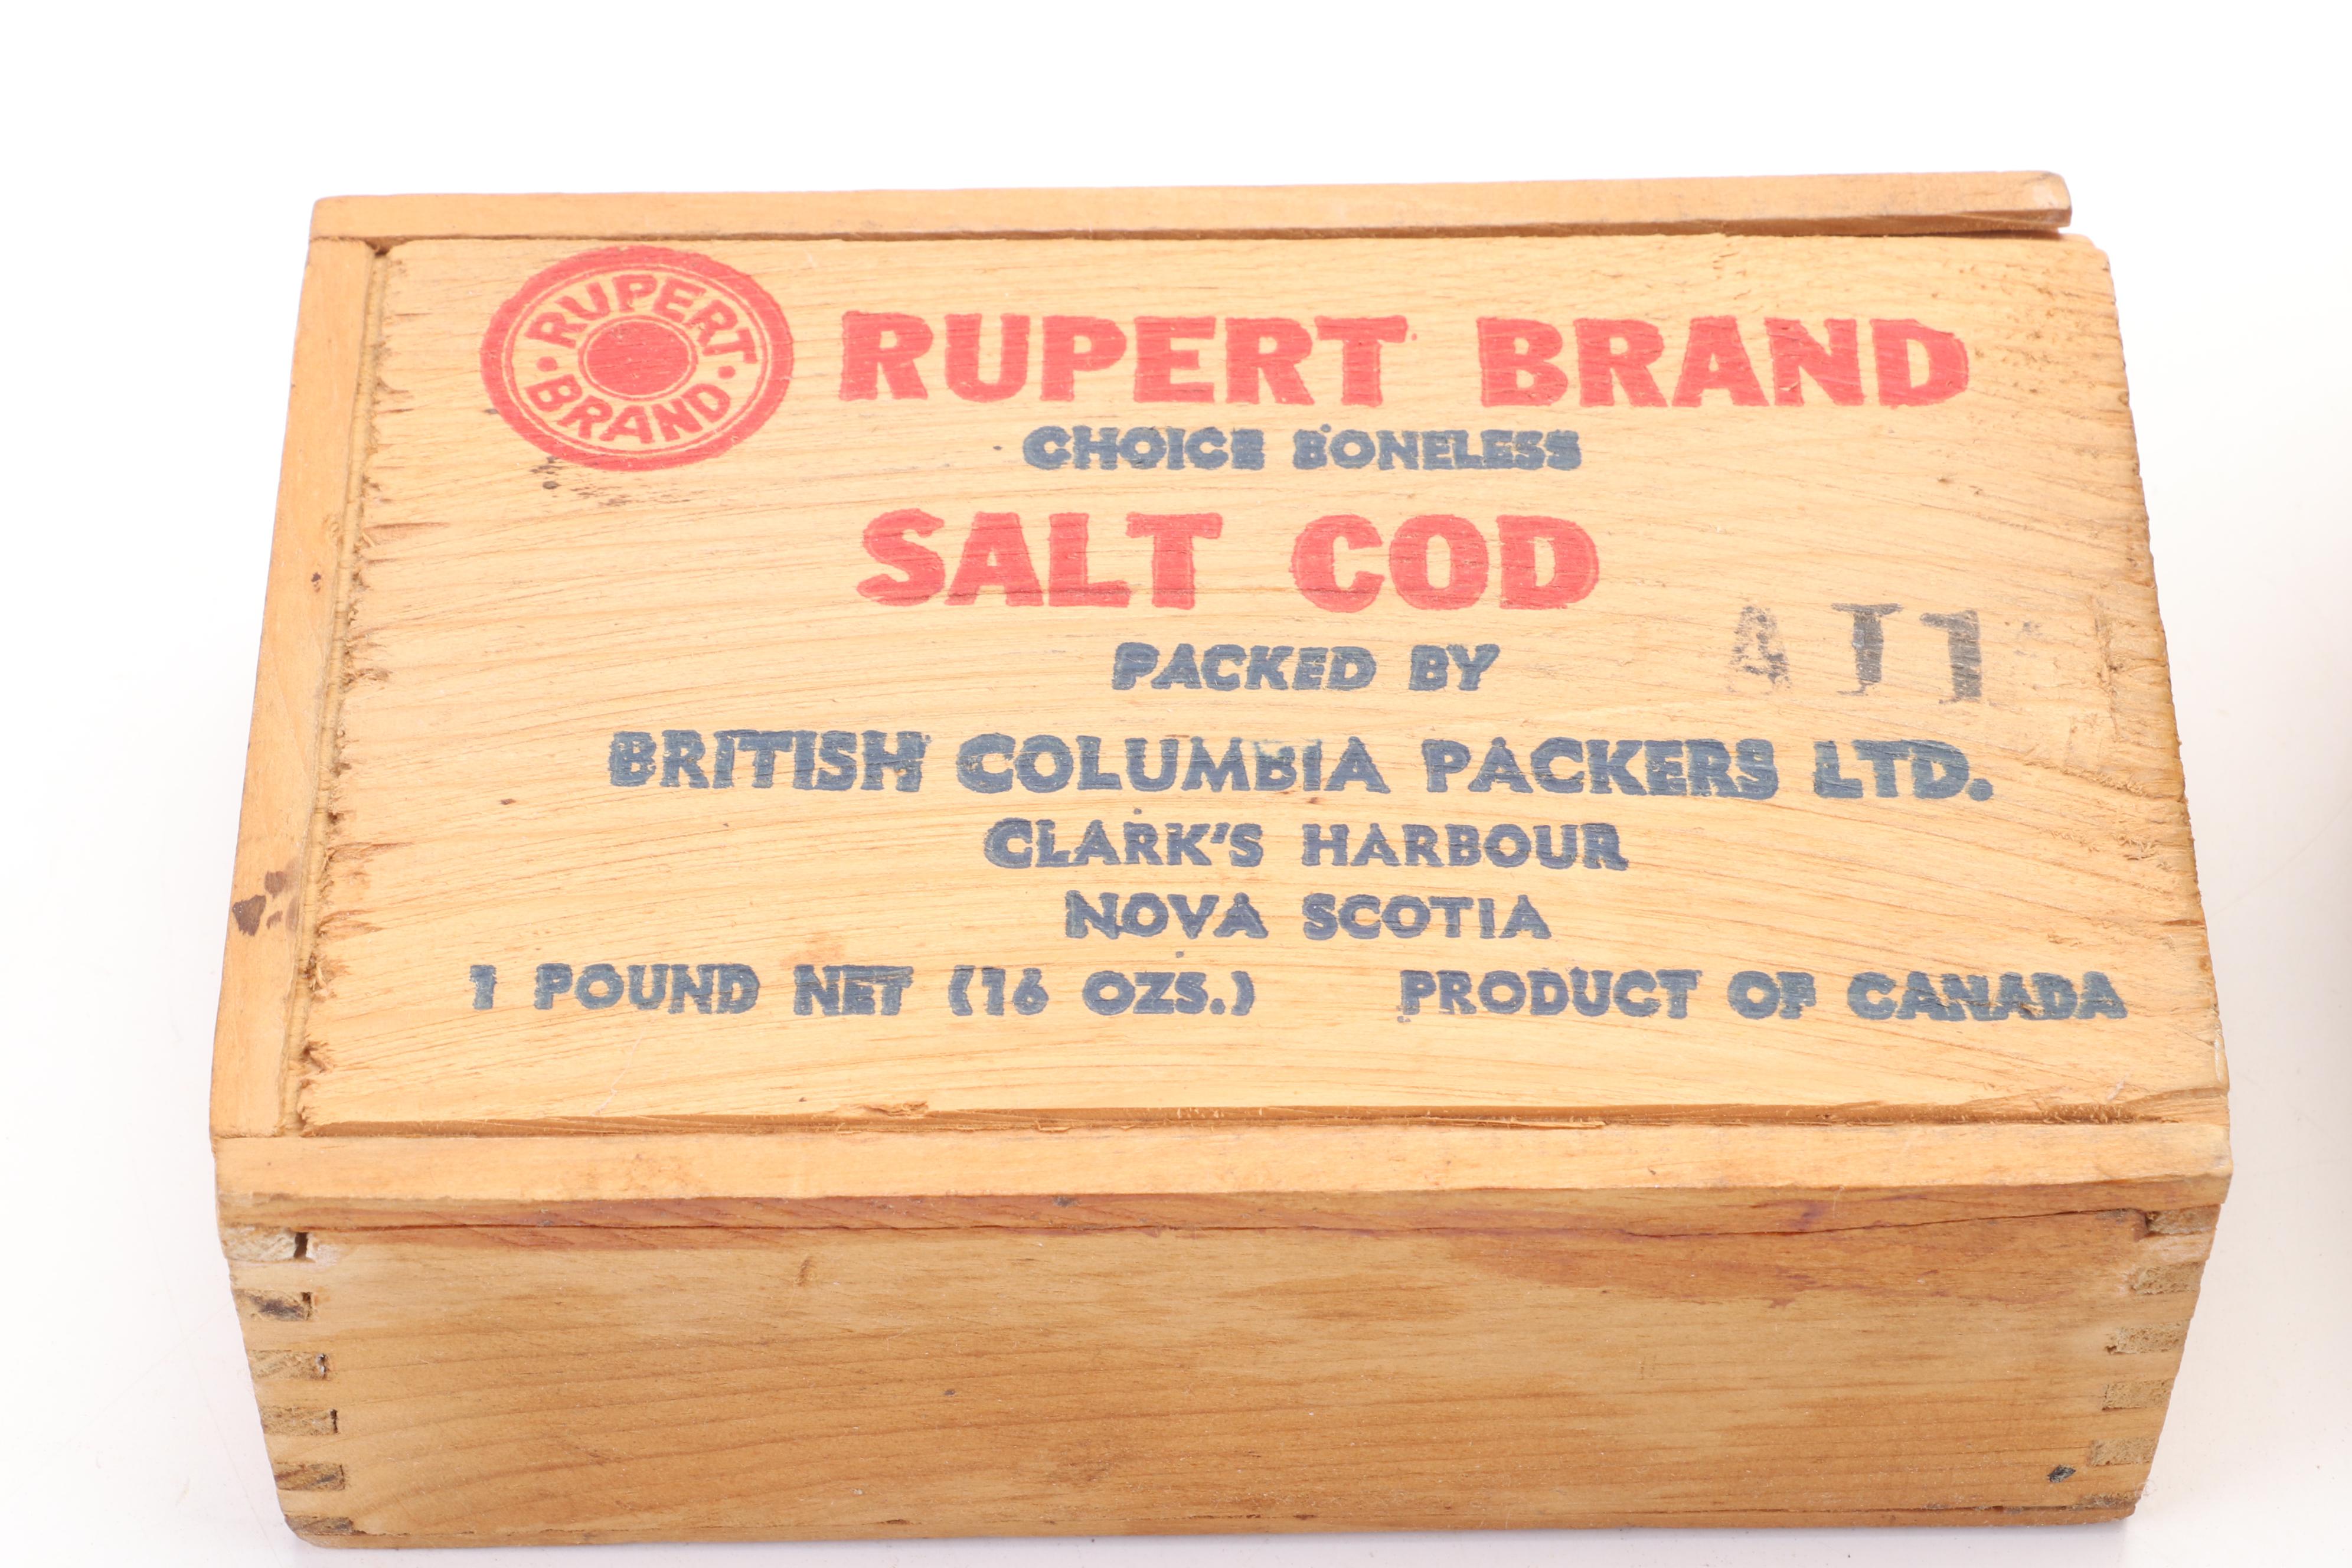 RUPERT
BRAND
RUPERT BRAND
CHOICE BONELESS
SALT COD
PACKED BY
BRITISH COLUMBIA PACKERS LTD.
CLARK'S HARBOUR
NOVA SCOTIA
1 POUND NET (16 OZS.) PRODUCT OF CANADA